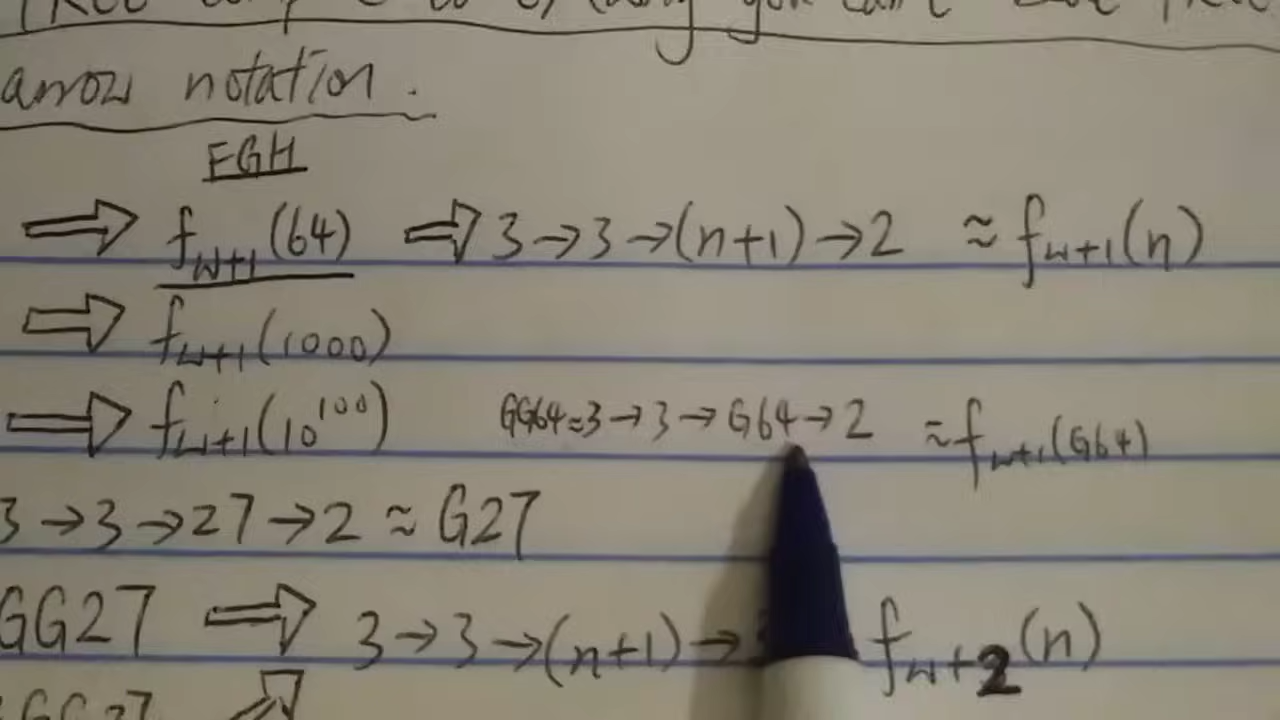 arrow notation.
FGH
⇒ f_{w+1}(64) ⇒ 3→3→(n+1)→2 ≈ f_{w+1}(n)
⇒ f_{w+1}(1000)
⇒ f_{w+1}(10^{100}) GG64≈3→3→G64→2 ≈f_{w+1}(G64)
3→3→27→2 ≈ G27
GG27 ⇒ 3→3→(n+1)→ f_{w+2}(n)